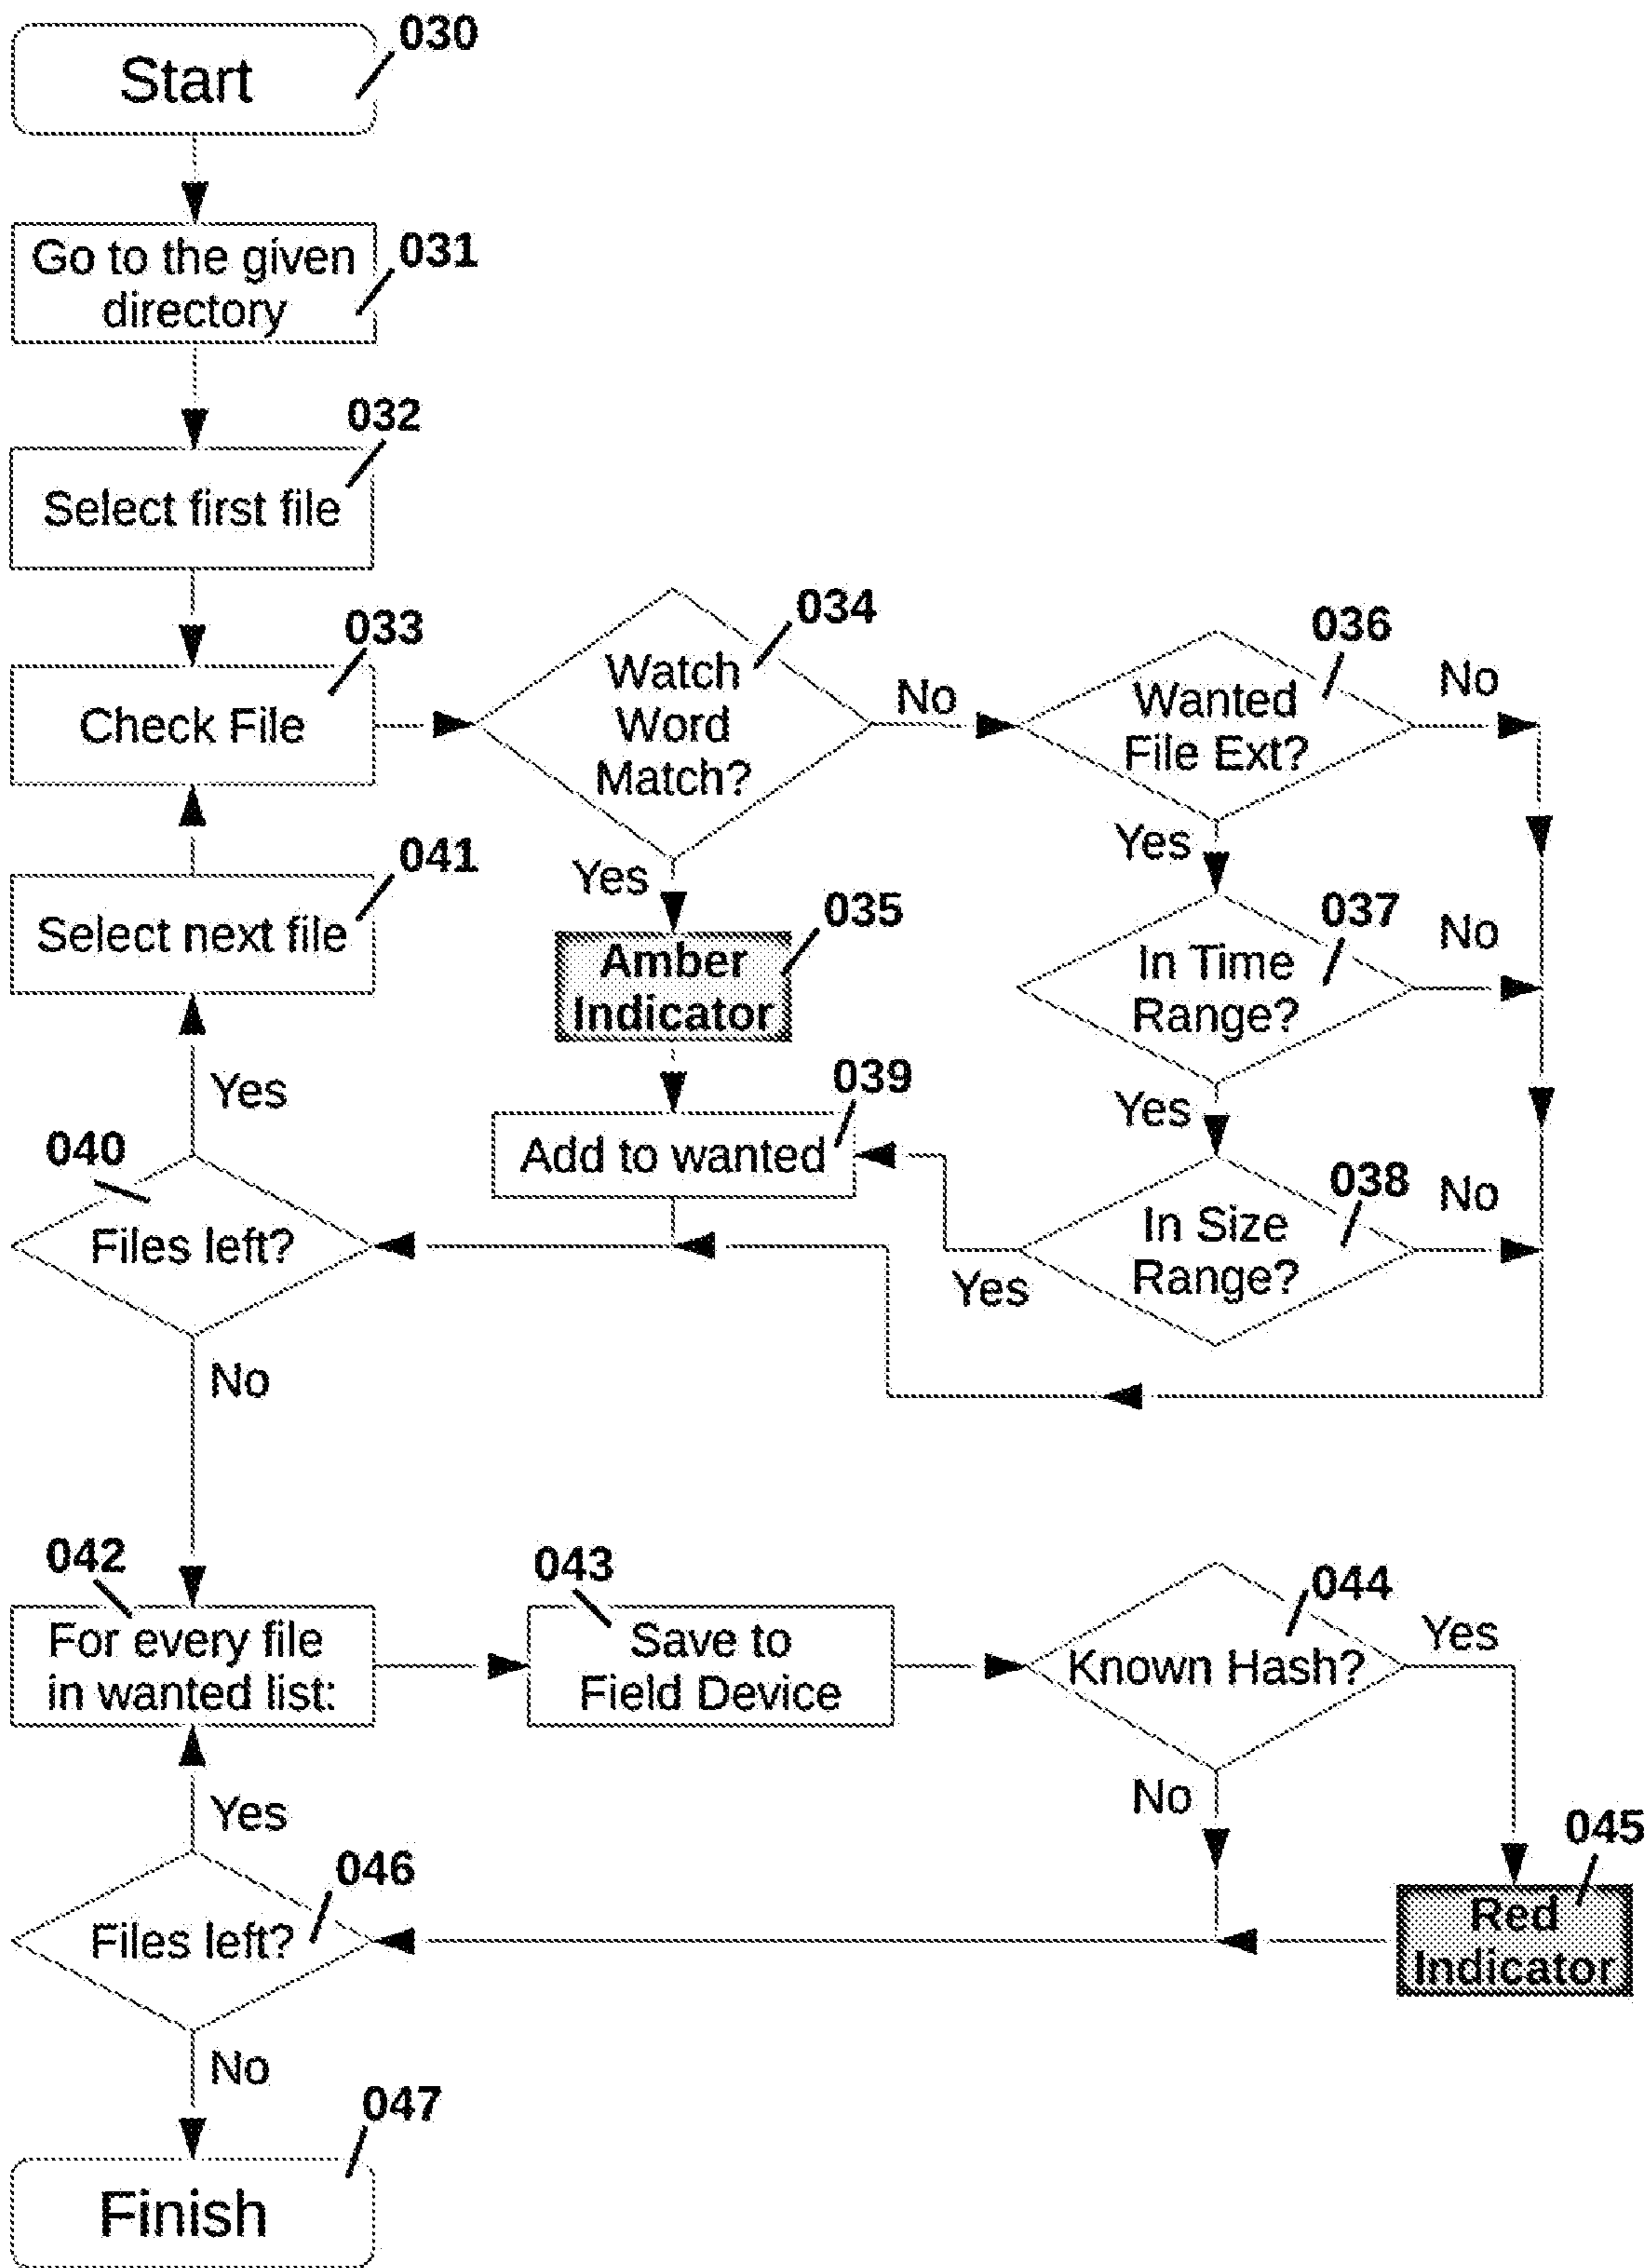 030
Start
031
Go to the given
directory
032
Select first file
033
Check File
034
Watch
Word
Match?
No
036
Wanted
File Ext?
No
Yes
Yes
041
Select next file
035
Amber
Indicator
037
In Time
Range?
No
Yes
Yes
039
Add to wanted
040
Files left?
038
In Size
Range?
No
Yes
No
042
For every file
in wanted list:
043
Save to
Field Device
044
Known Hash?
Yes
No
045
Red
Indicator
Yes
046
Files left?
No
047
Finish